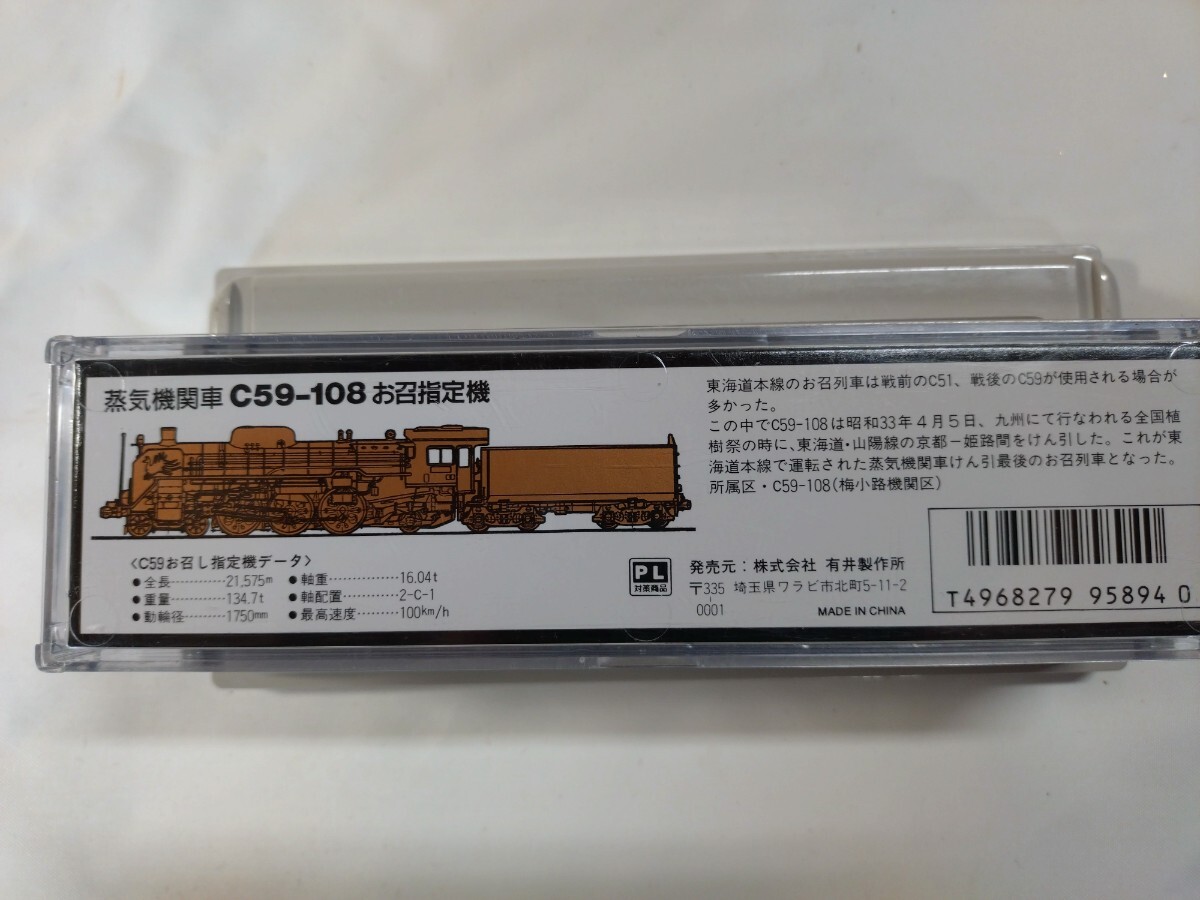 蒸気機関車 C59-108 お召指定機
〈C59お召し指定機データ〉
●全長‥‥‥‥21,575m ●軸重‥‥‥‥‥16.04t
●重量‥‥‥‥‥134.7t ●軸配置‥‥‥‥‥2-C-1
●動輪径‥‥‥1750mm ●最高速度‥‥‥‥100km/h
東海道本線のお召列車は戦前のC51、戦後のC59が使用される場合が
多かった。
この中でC59-108は昭和33年4月5日、九州にて行なわれる全国植
樹祭の時に、東海道・山陽線の京都－姫路間をけん引した。これが東
海道本線で運転された蒸気機関車けん引最後のお召列車となった。
所属区・C59-108(梅小路機関区)
PL
対策商品
発売元：株式会社 有井製作所
〒335-0001 埼玉県ワラビ市北町5-11-2
MADE IN CHINA
T4968279 95894 0